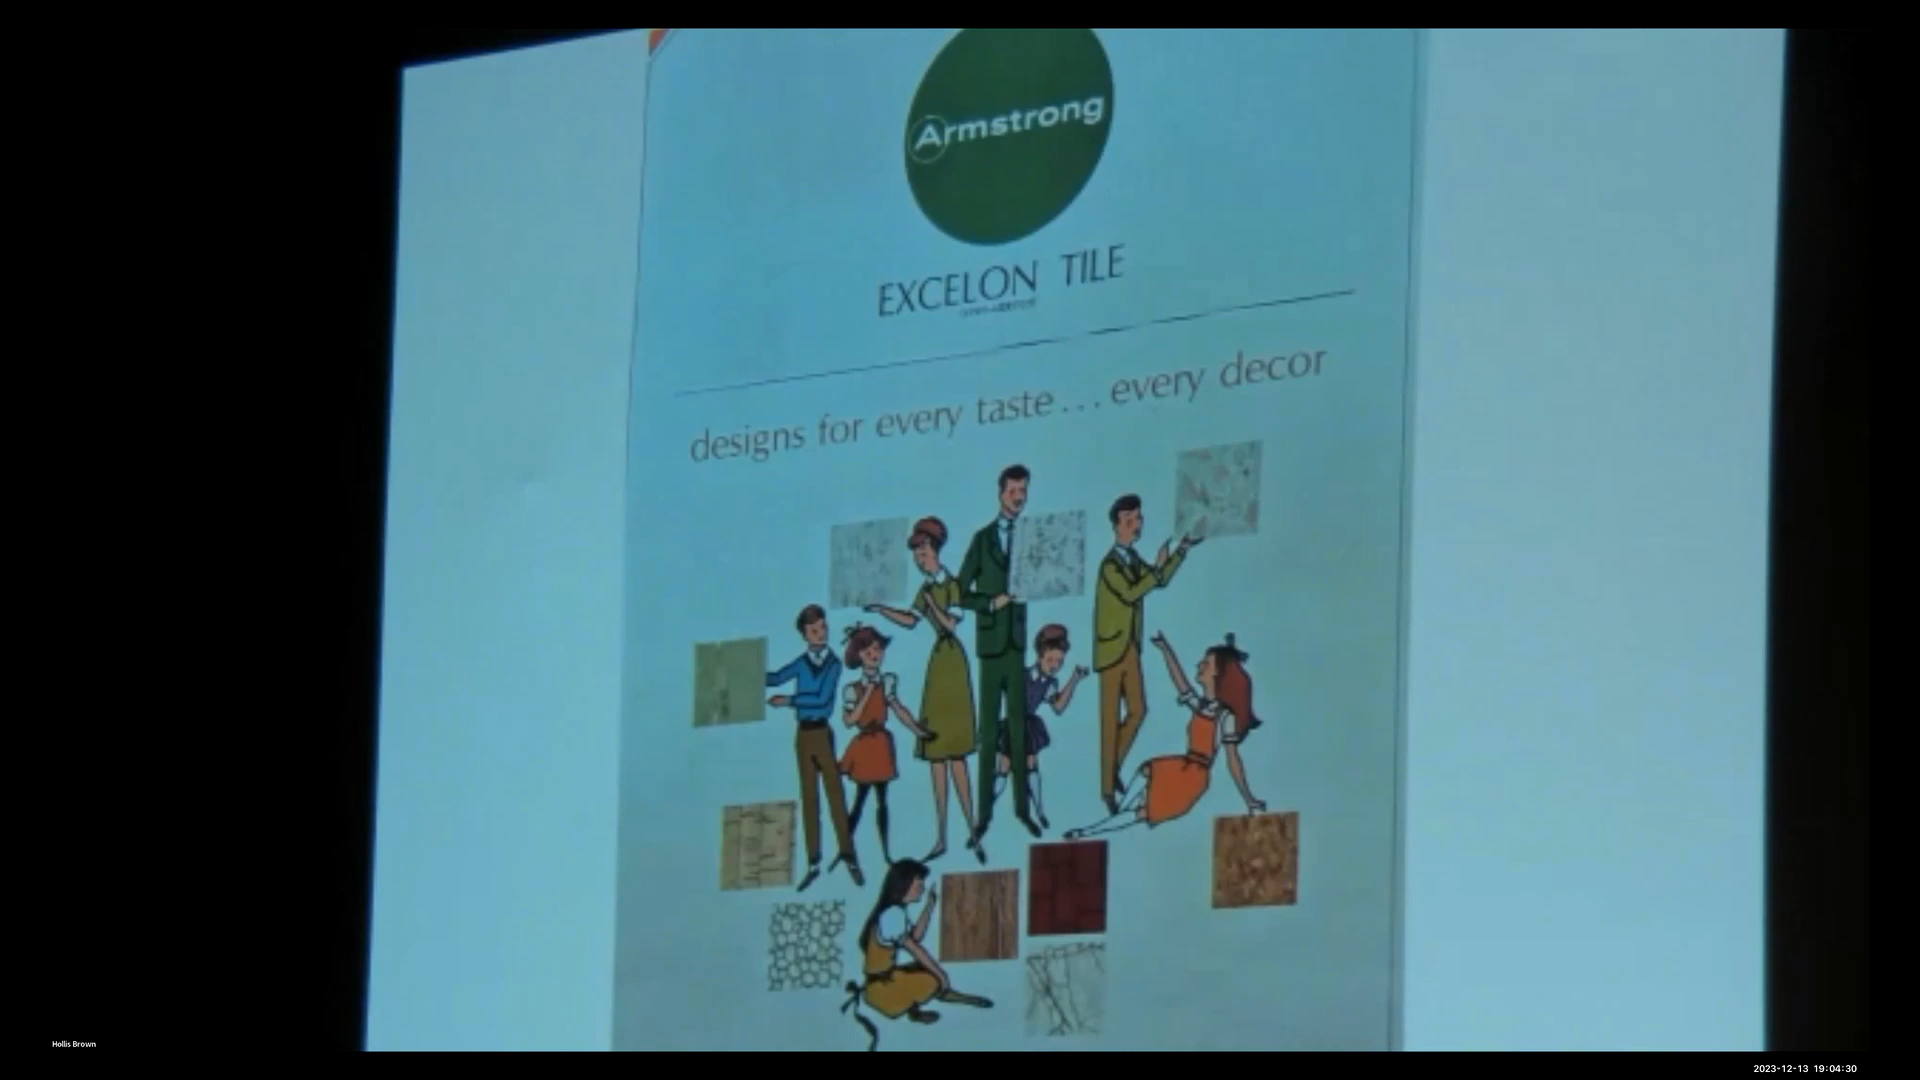 Armstrong
EXCELON TILE
designs for every taste... every decor
Hollis Brown
2023-12-13 19:04:30